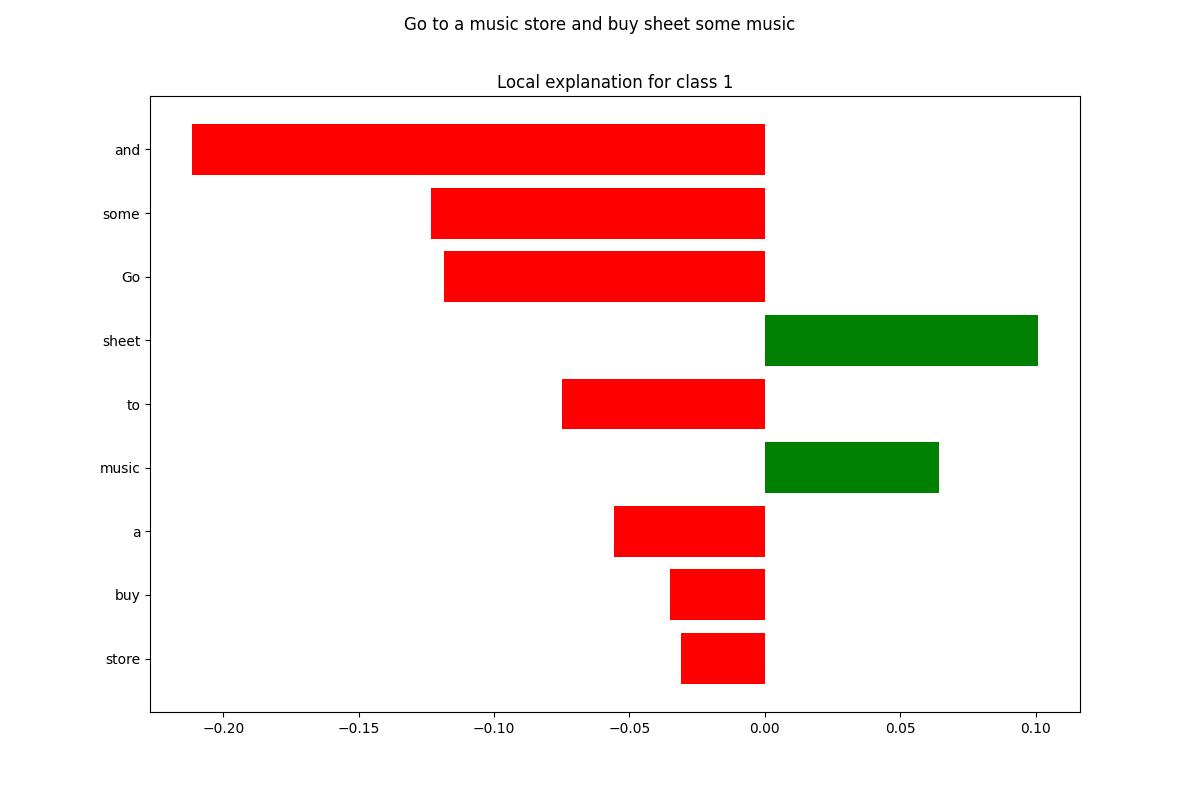 Go to a music store and buy sheet some music
Local explanation for class 1
and
some
Go
sheet
to
music
a
buy
store
−0.20 −0.15 −0.10 −0.05 0.00 0.05 0.10